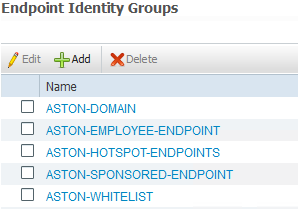 Endpoint Identity Groups
Edit Add Delete
Name
ASTON-DOMAIN
ASTON-EMPLOYEE-ENDPOINT
ASTON-HOTSPOT-ENDPOINTS
ASTON-SPONSORED-ENDPOINT
ASTON-WHITELIST